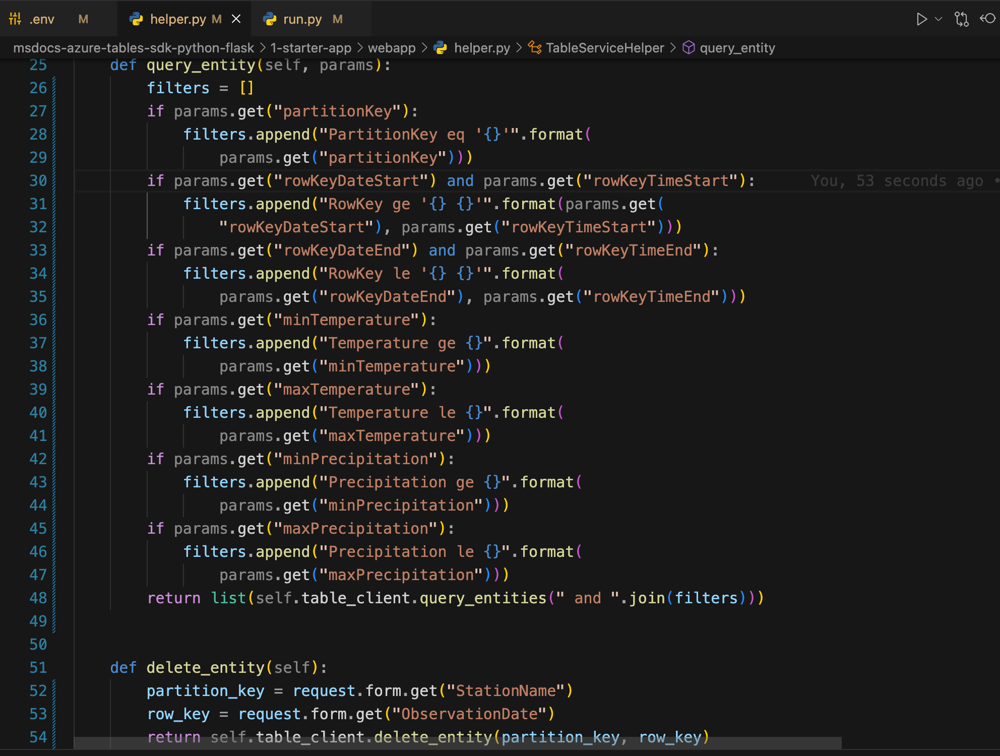 .env M helper.py M run.py M
msdocs-azure-tables-sdk-python-flask > 1-starter-app > webapp > helper.py > TableServiceHelper > query_entity
25 def query_entity(self, params):
26 filters = []
27 if params.get("partitionKey"):
28 filters.append("PartitionKey eq '{}'".format(
29 params.get("partitionKey")))
30 if params.get("rowKeyDateStart") and params.get("rowKeyTimeStart"): You, 53 seconds ago •
31 filters.append("RowKey ge '{} {}'".format(params.get(
32 "rowKeyDateStart"), params.get("rowKeyTimeStart")))
33 if params.get("rowKeyDateEnd") and params.get("rowKeyTimeEnd"):
34 filters.append("RowKey le '{} {}'".format(
35 params.get("rowKeyDateEnd"), params.get("rowKeyTimeEnd")))
36 if params.get("minTemperature"):
37 filters.append("Temperature ge {}".format(
38 params.get("minTemperature")))
39 if params.get("maxTemperature"):
40 filters.append("Temperature le {}".format(
41 params.get("maxTemperature")))
42 if params.get("minPrecipitation"):
43 filters.append("Precipitation ge {}".format(
44 params.get("minPrecipitation")))
45 if params.get("maxPrecipitation"):
46 filters.append("Precipitation le {}".format(
47 params.get("maxPrecipitation")))
48 return list(self.table_client.query_entities(" and ".join(filters)))
49
50
51 def delete_entity(self):
52 partition_key = request.form.get("StationName")
53 row_key = request.form.get("ObservationDate")
54 return self.table_client.delete_entity(partition_key, row_key)